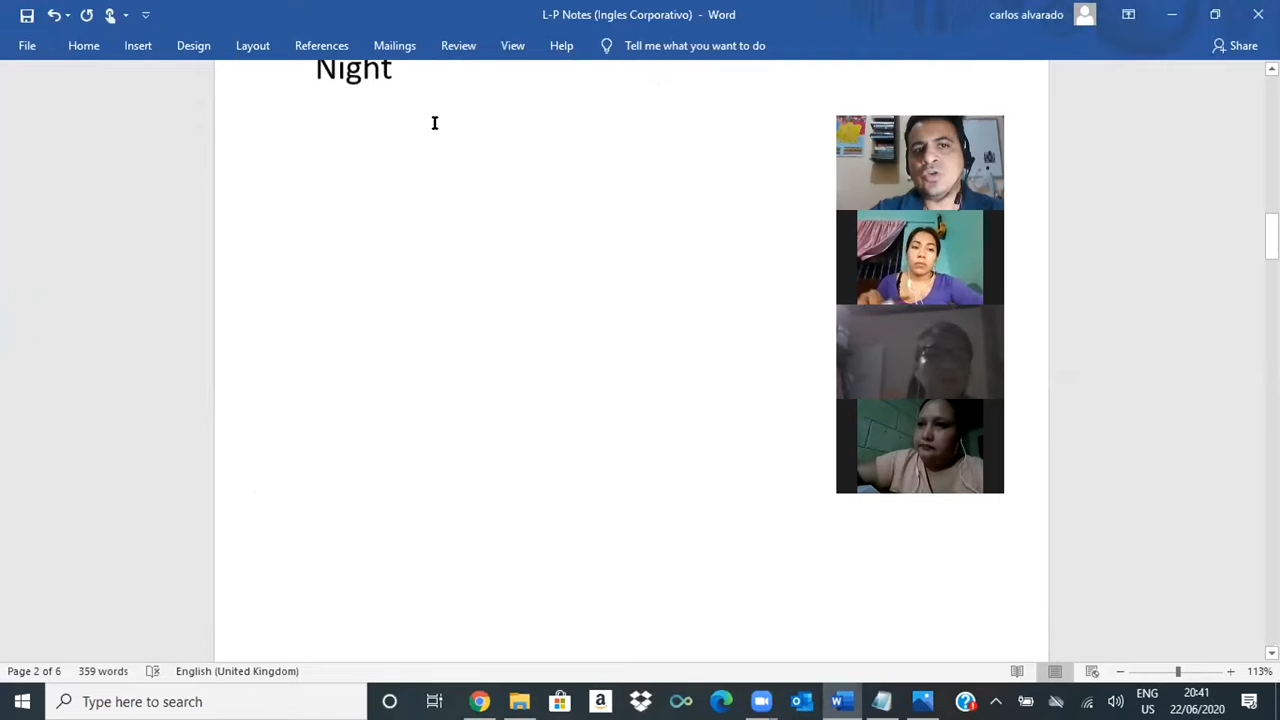 L-P Notes (Ingles Corporativo) - Word
carlos alvarado
File Home Insert Design Layout References Mailings Review View Help Tell me what you want to do Share
Night
Page 2 of 6 359 words English (United Kingdom) 113%
Type here to search
ENG 20:41
US 22/06/2020